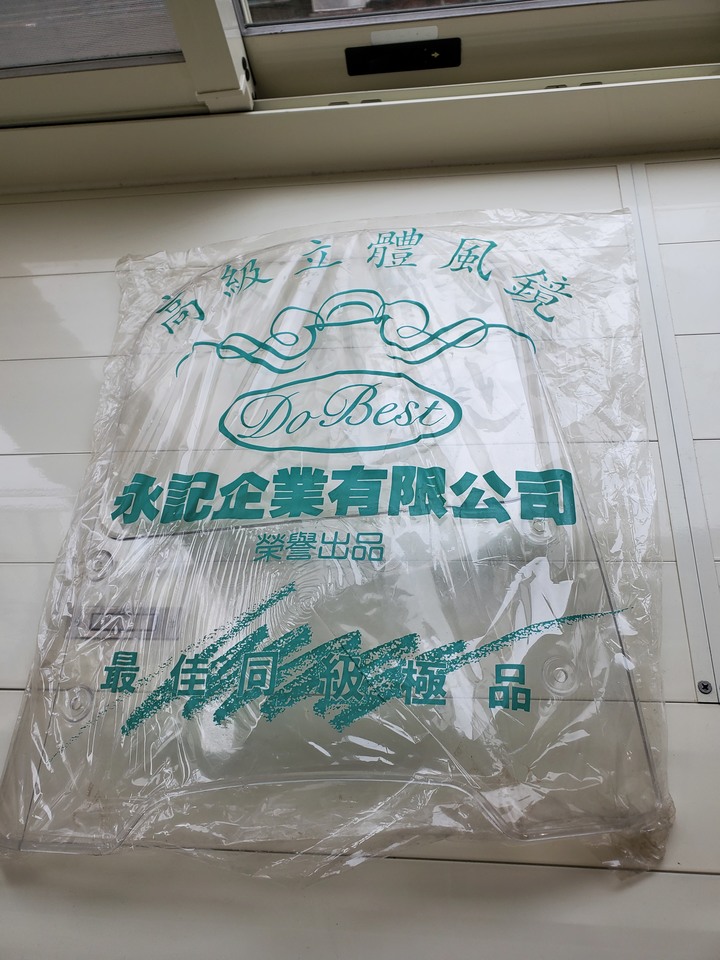 高級立體風鏡
Do Best
永記企業有限公司
榮譽出品
最佳同級極品